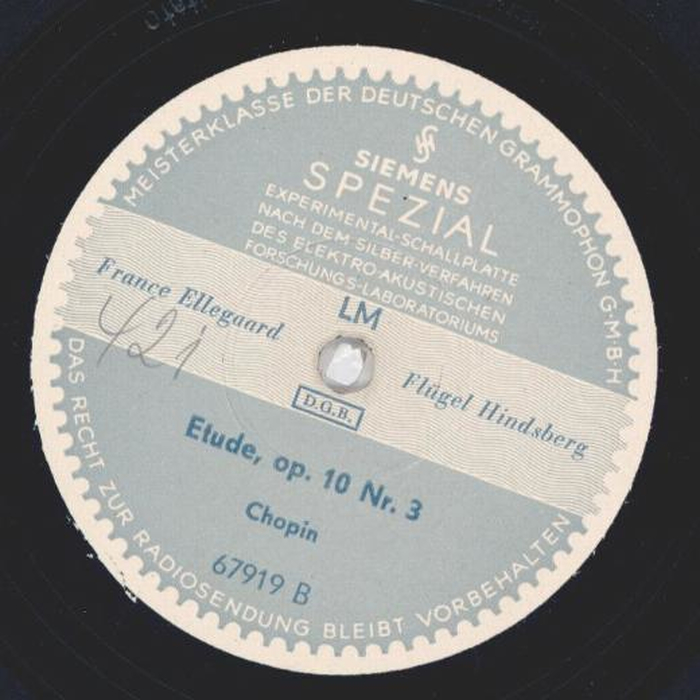 MEISTERKLASSE DER DEUTSCHEN GRAMMOPHON G·M·B·H
SIEMENS
SPEZIAL
EXPERIMENTAL-SCHALLPLATTE
NACH DEM SILBER-VERFAHREN
DES ELEKTRO-AKUSTISCHEN
FORSCHUNGS-LABORATORIUMS
LM
France Ellegaard
421
Flügel Hindsberg
D.G.B.
Etude, op. 10 Nr. 3
Chopin
67919 B
DAS RECHT ZUR RADIOSENDUNG BLEIBT VORBEHALTEN